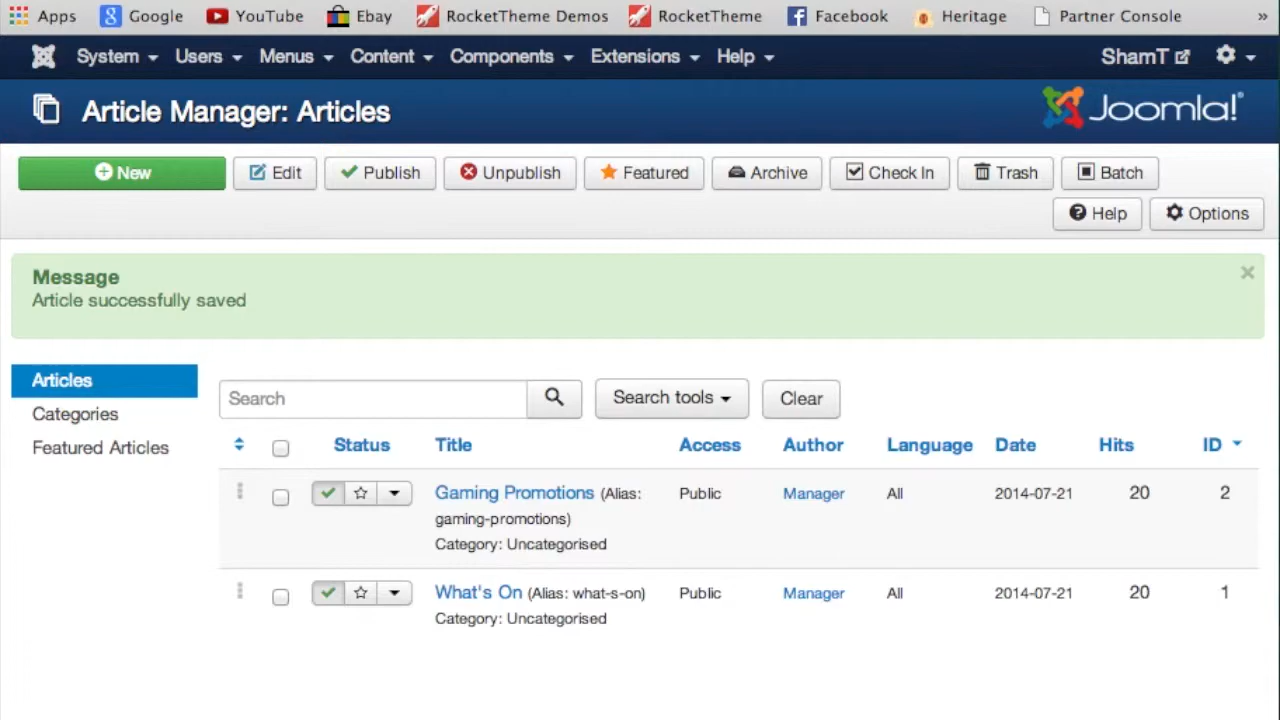 Apps Google YouTube Ebay RocketTheme Demos RocketTheme Facebook Heritage Partner Console »
System Users Menus Content Components Extensions Help ShamT
Article Manager: Articles Joomla!®
New Edit Publish Unpublish Featured Archive Check In Trash Batch
Help Options
Message ×
Article successfully saved
Articles
Categories
Featured Articles
Search Search tools Clear
Status Title Access Author Language Date Hits ID
Gaming Promotions (Alias: Public Manager All 2014-07-21 20 2
gaming-promotions)
Category: Uncategorised
What's On (Alias: what-s-on) Public Manager All 2014-07-21 20 1
Category: Uncategorised